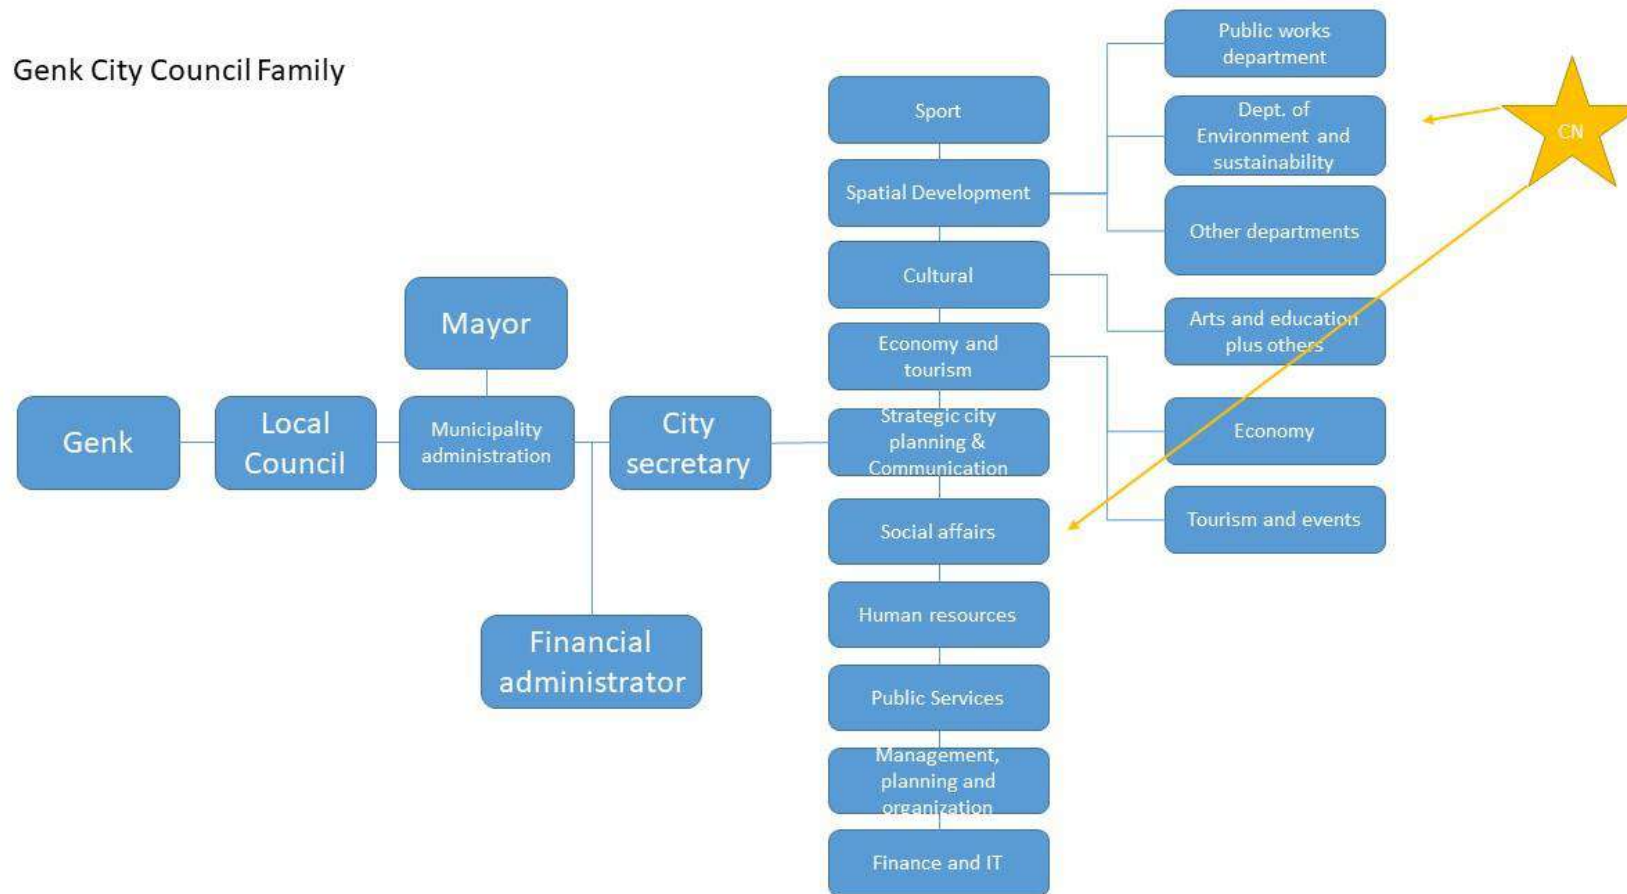 Genk City Council Family
Genk
Local
Council
Mayor
Municipality
administration
City
secretary
Financial
administrator
Sport
Spatial Development
Cultural
Economy and
tourism
Strategic city
planning &
Communication
Social affairs
Human resources
Public Services
Management,
planning and
organization
Finance and IT
Public works
department
Dept. of
Environment and
sustainability
Other departments
Arts and education
plus others
Economy
Tourism and events
CN